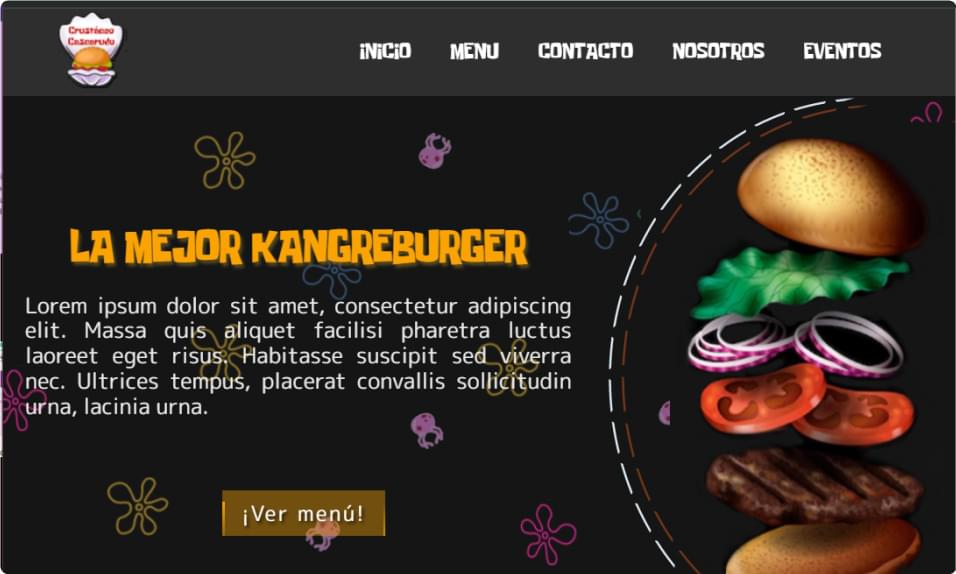 Crustáceo
Cascarudo
INICIO MENU CONTACTO NOSOTROS EVENTOS
LA MEJOR KANGREBURGER
Lorem ipsum dolor sit amet, consectetur adipiscing
elit. Massa quis aliquet facilisi pharetra luctus
laoreet eget risus. Habitasse suscipit sed viverra
nec. Ultrices tempus, placerat convallis sollicitudin
urna, lacinia urna.
¡Ver menú!